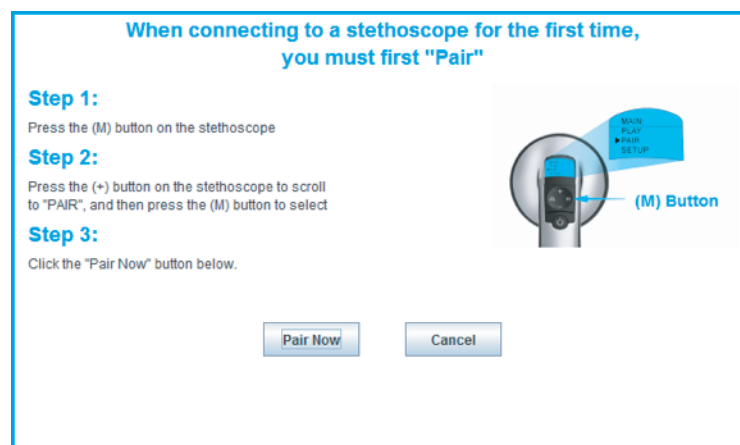 When connecting to a stethoscope for the first time,
you must first "Pair"
Step 1:
Press the (M) button on the stethoscope
Step 2:
Press the (+) button on the stethoscope to scroll
to "PAIR", and then press the (M) button to select
Step 3:
Click the "Pair Now" button below.
MAIN:
PLAY
PAIR
SETUP
(M) Button
Pair Now
Cancel